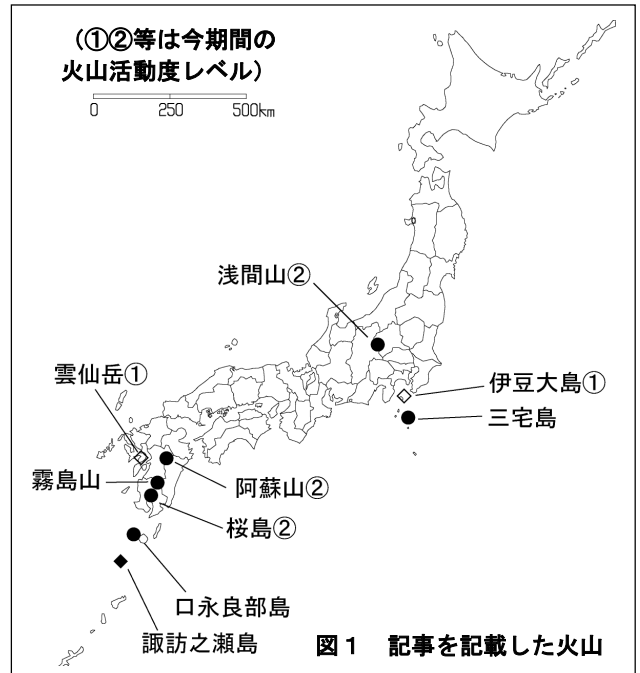 （①②等は今期間の
火山活動度レベル）
0 250 500km
浅間山②
雲仙岳①
伊豆大島①
三宅島
霧島山
阿蘇山②
桜島②
口永良部島
諏訪之瀬島
図１ 記事を記載した火山